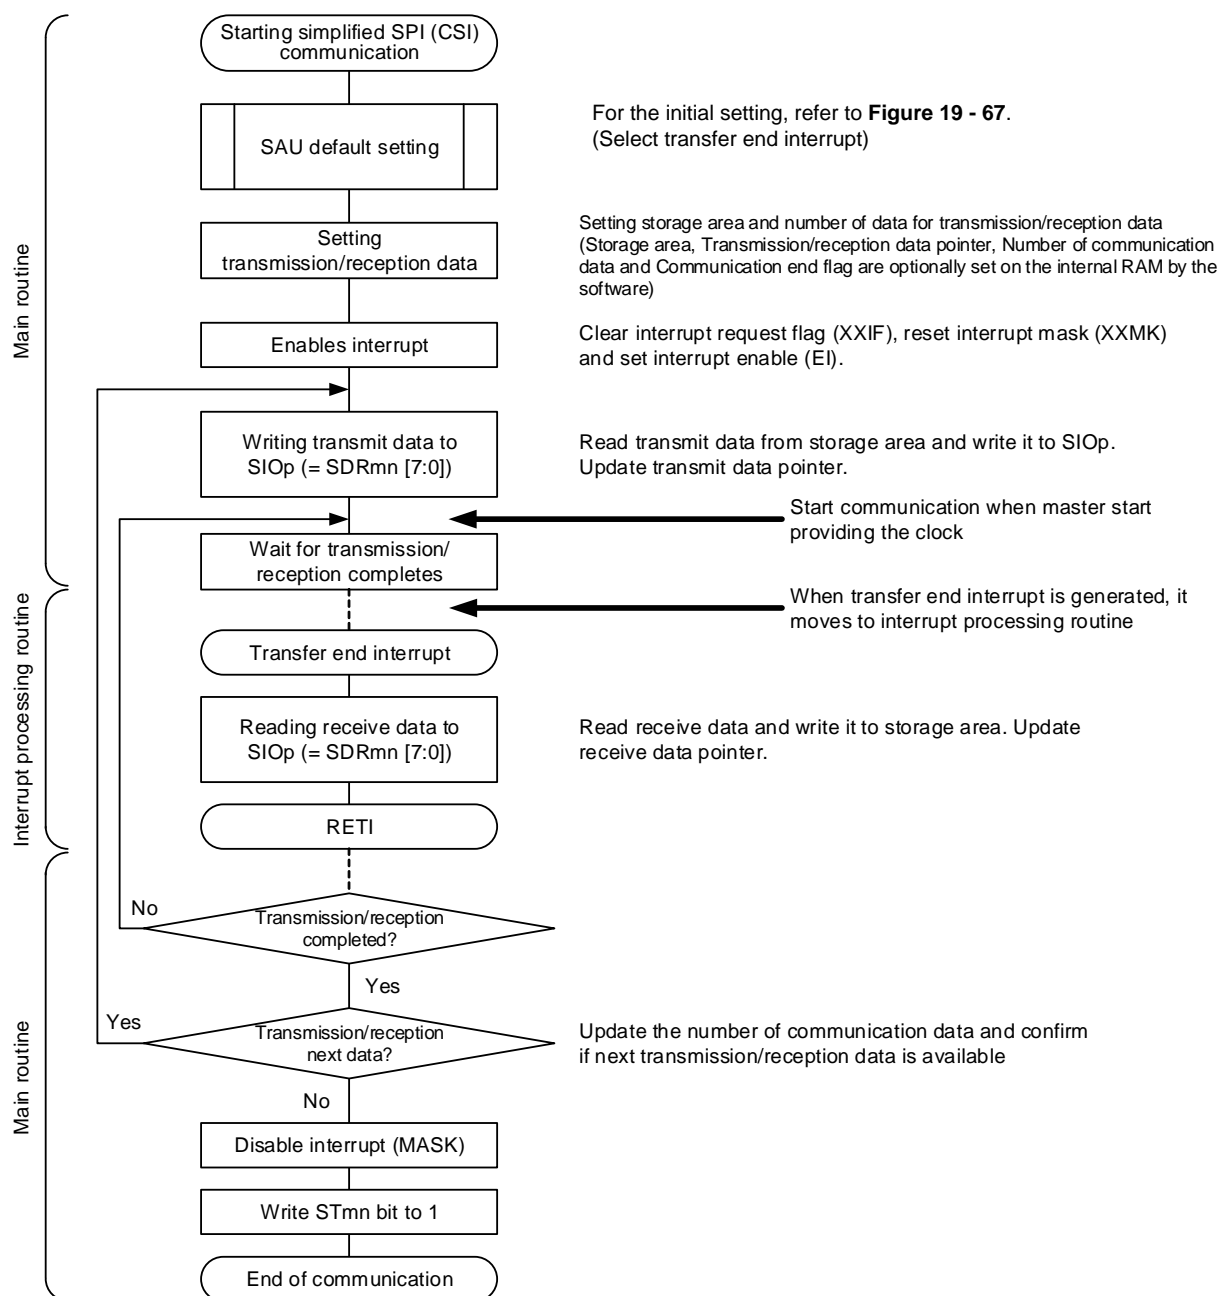 Starting simplified SPI (CSI)
communication
SAU default setting
For the initial setting, refer to Figure 19 - 67.
(Select transfer end interrupt)
Setting
transmission/reception data
Setting storage area and number of data for transmission/reception data
(Storage area, Transmission/reception data pointer, Number of communication
data and Communication end flag are optionally set on the internal RAM by the
software)
Main routine
Enables interrupt
Clear interrupt request flag (XXIF), reset interrupt mask (XXMK)
and set interrupt enable (EI).
Writing transmit data to
SIOp (= SDRmn [7:0])
Read transmit data from storage area and write it to SIOp.
Update transmit data pointer.
Start communication when master start
providing the clock
Wait for transmission/
reception completes
When transfer end interrupt is generated, it
moves to interrupt processing routine
Interrupt processing routine
Transfer end interrupt
Reading receive data to
SIOp (= SDRmn [7:0])
Read receive data and write it to storage area. Update
receive data pointer.
RETI
No
Transmission/reception
completed?
Yes
Yes
Transmission/reception
next data?
Update the number of communication data and confirm
if next transmission/reception data is available
No
Main routine
Disable interrupt (MASK)
Write STmn bit to 1
End of communication